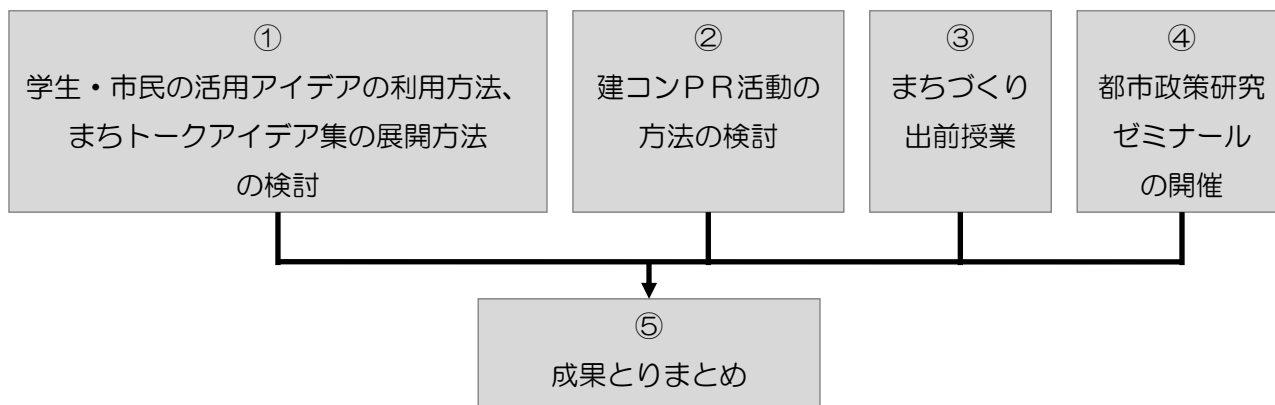 ①
学生・市民の活用アイデアの利用方法、
まちトークアイデア集の展開方法
の検討
②
建コンPR活動の
方法の検討
③
まちづくり
出前授業
④
都市政策研究
ゼミナール
の開催
⑤
成果とりまとめ